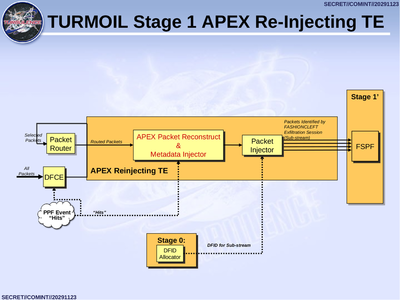 SECRET//COMINT//20291123
TURMOIL Stage 1 APEX Re-Injecting TE
Stage 1'
Packets Identified by
FASHIONCLEFT
Exfiltration Session
(Sub-stream)
Selected
Packets
Packet
Router
Routed Packets
APEX Packet Reconstruct
&
Metadata Injector
Packet
Injector
FSPF
All
Packets
DFCE
APEX Reinjecting TE
PPF Event
"Hits"
"Hits"
Stage 0:
DFID
Allocator
DFID for Sub-stream
SECRET//COMINT//20291123